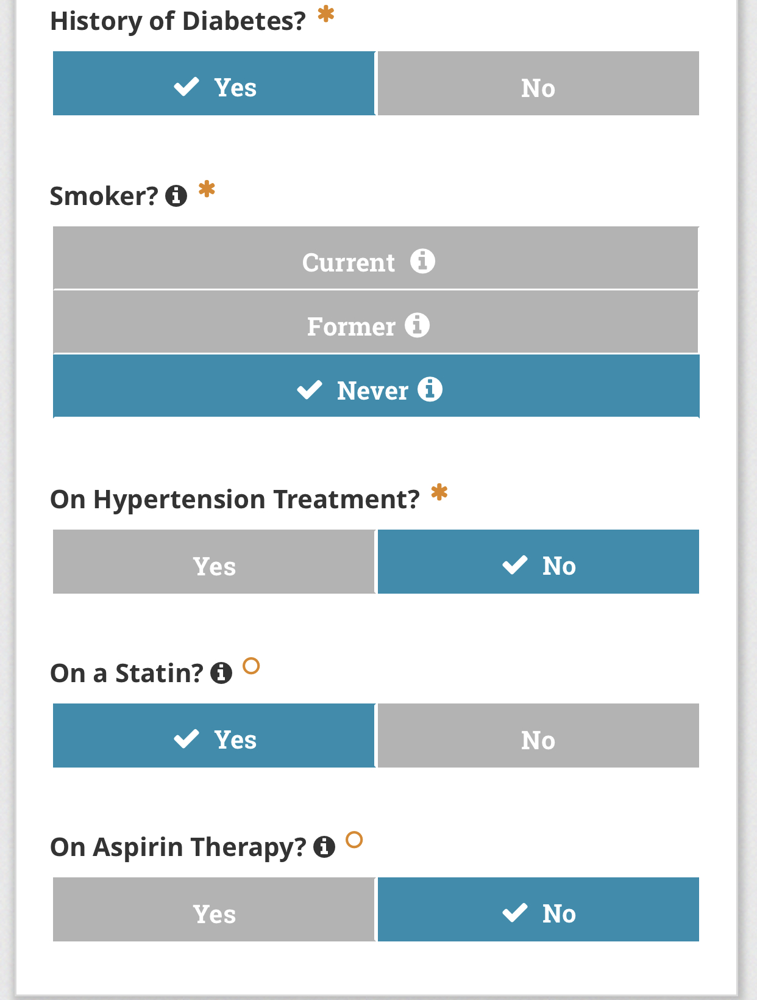 History of Diabetes? *
Yes No
Smoker? *
Current
Former
Never
On Hypertension Treatment? *
Yes No
On a Statin?
Yes No
On Aspirin Therapy?
Yes No